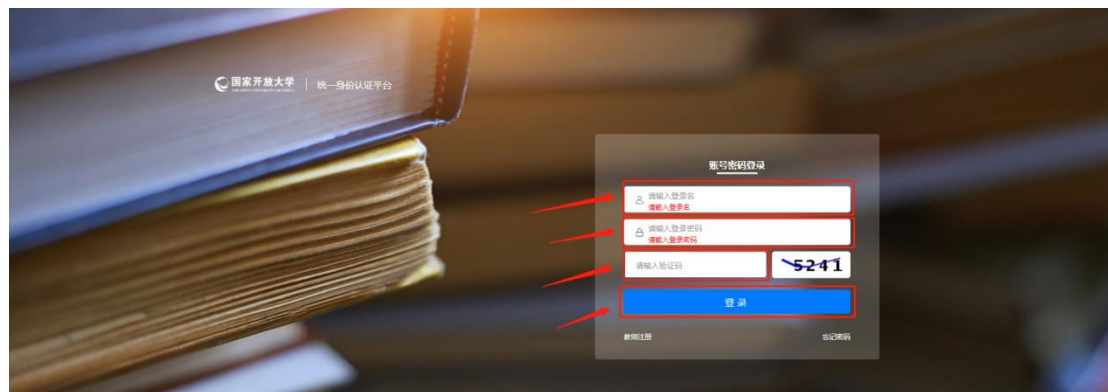 国家开放大学
统一身份认证平台
账号密码登录
请输入登录名
请输入登录名
请输入登录密码
请输入登录密码
请输入验证码
5241
登 录
教师注册 忘记密码